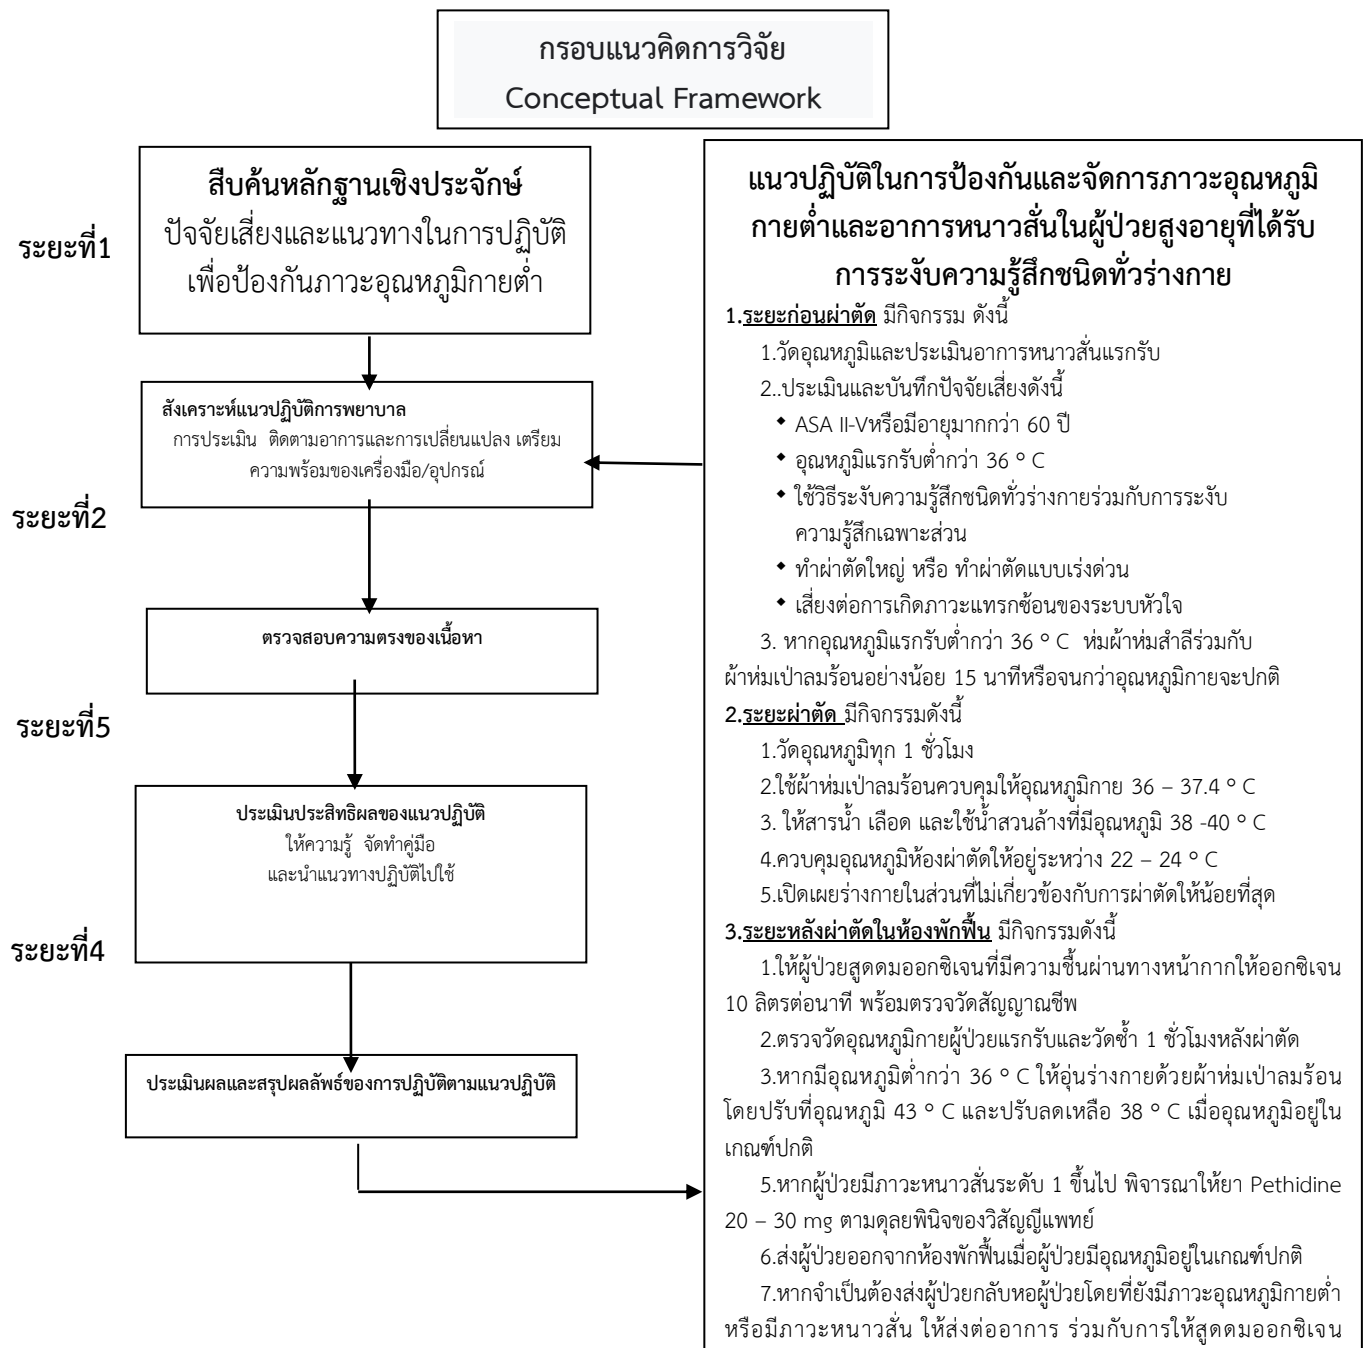 กรอบแนวคิดการวิจัย
Conceptual Framework
ระยะที่1
สืบค้นหลักฐานเชิงประจักษ์
ปัจจัยเสี่ยงและแนวทางในการปฏิบัติ
เพื่อป้องกันภาวะอุณหภูมิกายต่ำ
สังเคราะห์แนวปฏิบัติการพยาบาล
การประเมิน ติดตามอาการและการเปลี่ยนแปลง เตรียม
ความพร้อมของเครื่องมือ/อุปกรณ์
ระยะที่2
ตรวจสอบความตรงของเนื้อหา
ระยะที่5
ประเมินประสิทธิผลของแนวปฏิบัติ
ให้ความรู้ จัดทำคู่มือ
และนำแนวทางปฏิบัติไปใช้
ระยะที่4
ประเมินผลและสรุปผลลัพธ์ของการปฏิบัติตามแนวปฏิบัติ
แนวปฏิบัติในการป้องกันและจัดการภาวะอุณหภูมิ
กายต่ำและอาการหนาวสั่นในผู้ป่วยสูงอายุที่ได้รับ
การระงับความรู้สึกชนิดทั่วร่างกาย
1.ระยะก่อนผ่าตัด มีกิจกรรม ดังนี้
1.วัดอุณหภูมิและประเมินอาการหนาวสั่นแรกรับ
2..ประเมินและบันทึกปัจจัยเสี่ยงดังนี้
◆ ASA II-Vหรือมีอายุมากกว่า 60 ปี
◆ อุณหภูมิแรกรับต่ำกว่า 36 º C
◆ ใช้วิธีระงับความรู้สึกชนิดทั่วร่างกายร่วมกับการระงับ
ความรู้สึกเฉพาะส่วน
◆ ทำผ่าตัดใหญ่ หรือ ทำผ่าตัดแบบเร่งด่วน
◆ เสี่ยงต่อการเกิดภาวะแทรกซ้อนของระบบหัวใจ
3. หากอุณหภูมิแรกรับต่ำกว่า 36 º C ห่มผ้าห่มสำลีร่วมกับ
ผ้าห่มเป่าลมร้อนอย่างน้อย 15 นาทีหรือจนกว่าอุณหภูมิกายจะปกติ
2.ระยะผ่าตัด มีกิจกรรมดังนี้
1.วัดอุณหภูมิทุก 1 ชั่วโมง
2.ใช้ผ้าห่มเป่าลมร้อนควบคุมให้อุณหภูมิกาย 36 – 37.4 º C
3. ให้สารน้ำ เลือด และใช้น้ำสวนล้างที่มีอุณหภูมิ 38 -40 º C
4.ควบคุมอุณหภูมิห้องผ่าตัดให้อยู่ระหว่าง 22 – 24 º C
5.เปิดเผยร่างกายในส่วนที่ไม่เกี่ยวข้องกับการผ่าตัดให้น้อยที่สุด
3.ระยะหลังผ่าตัดในห้องพักฟื้น มีกิจกรรมดังนี้
1.ให้ผู้ป่วยสูดดมออกซิเจนที่มีความชื้นผ่านทางหน้ากากให้ออกซิเจน
10 ลิตรต่อนาที พร้อมตรวจวัดสัญญาณชีพ
2.ตรวจวัดอุณหภูมิกายผู้ป่วยแรกรับและวัดซ้ำ 1 ชั่วโมงหลังผ่าตัด
3.หากมีอุณหภูมิต่ำกว่า 36 º C ให้อุ่นร่างกายด้วยผ้าห่มเป่าลมร้อน
โดยปรับที่อุณหภูมิ 43 º C และปรับลดเหลือ 38 º C เมื่ออุณหภูมิอยู่ใน
เกณฑ์ปกติ
5.หากผู้ป่วยมีภาวะหนาวสั่นระดับ 1 ขึ้นไป พิจารณาให้ยา Pethidine
20 – 30 mg ตามดุลยพินิจของวิสัญญีแพทย์
6.ส่งผู้ป่วยออกจากห้องพักฟื้นเมื่อผู้ป่วยมีอุณหภูมิอยู่ในเกณฑ์ปกติ
7.หากจำเป็นต้องส่งผู้ป่วยกลับหอผู้ป่วยโดยที่ยังมีภาวะอุณหภูมิกายต่ำ
หรือมีภาวะหนาวสั่น ให้ส่งต่ออาการ ร่วมกับการให้สูดดมออกซิเจน